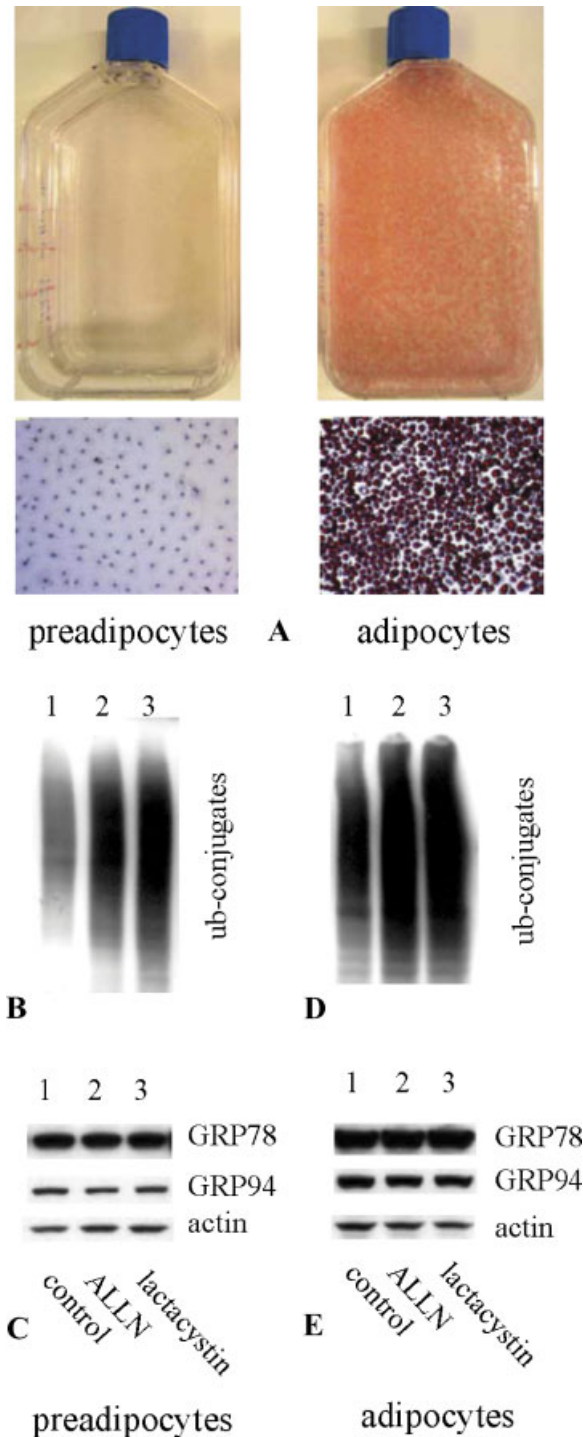 preadipocytes A adipocytes
1 2 3
ub-conjugates
B
1 2 3
ub-conjugates
D
1 2 3
GRP78
GRP94
actin
control ALLN lactacystin
C
preadipocytes
1 2 3
GRP78
GRP94
actin
control ALLN lactacystin
E
adipocytes